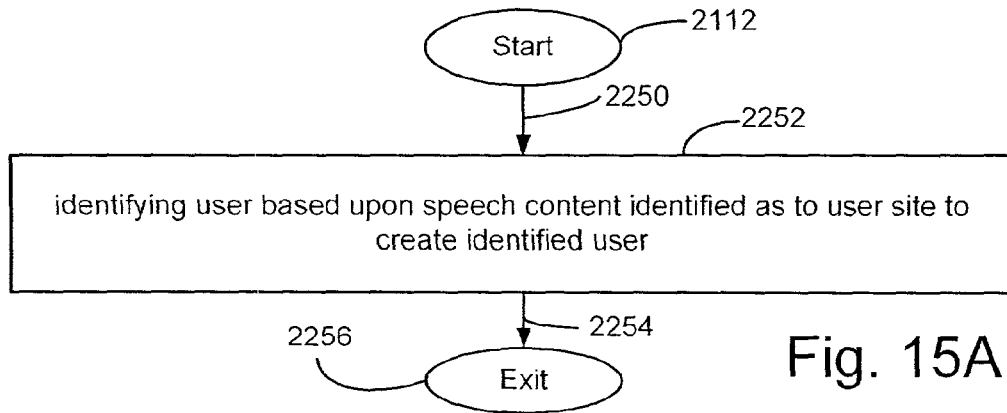 2112
Start
2250
2252
identifying user based upon speech content identified as to user site to
create identified user
2254
2256
Exit
Fig. 15A